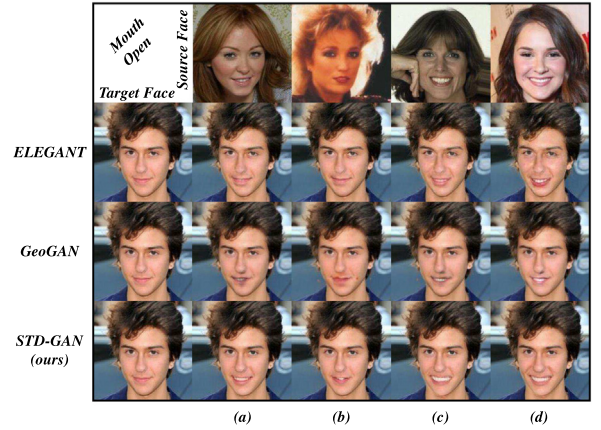 Mouth
Open
Source Face
Target Face
ELEGANT
GeoGAN
STD-GAN
(ours)
(a) (b) (c) (d)